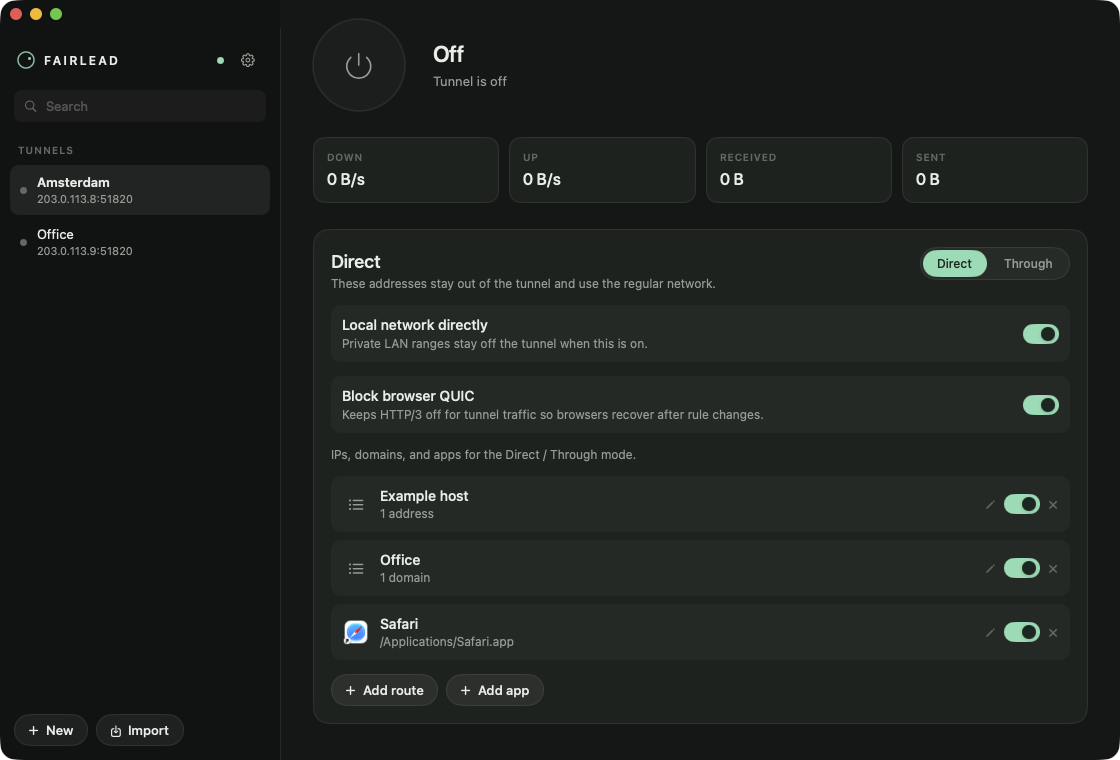 FAIRLEAD
Search
TUNNELS
Amsterdam
203.0.113.8:51820
Office
203.0.113.9:51820
New
Import
Off
Tunnel is off
DOWN
0 B/s
UP
0 B/s
RECEIVED
0 B
SENT
0 B
Direct
These addresses stay out of the tunnel and use the regular network.
Direct
Through
Local network directly
Private LAN ranges stay off the tunnel when this is on.
Block browser QUIC
Keeps HTTP/3 off for tunnel traffic so browsers recover after rule changes.
IPs, domains, and apps for the Direct / Through mode.
Example host
1 address
Office
1 domain
Safari
/Applications/Safari.app
Add route
Add app